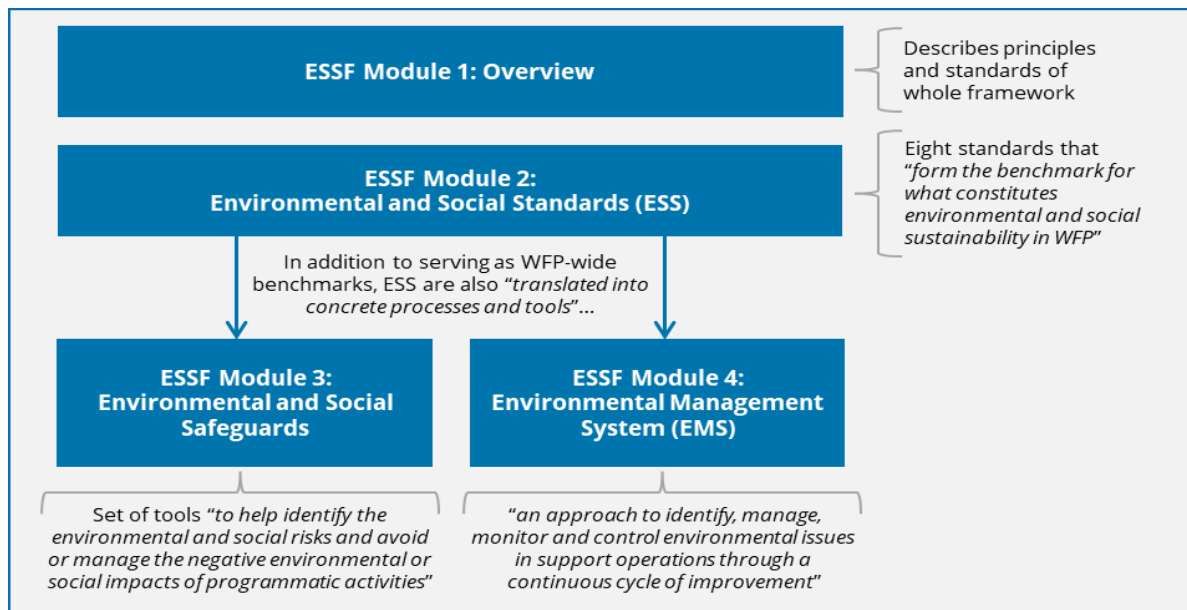 ESSF Module 1: Overview
Describes principles
and standards of
whole framework
ESSF Module 2:
Environmental and Social Standards (ESS)
Eight standards that
“form the benchmark for
what constitutes
environmental and social
sustainability in WFP”
In addition to serving as WFP-wide
benchmarks, ESS are also “translated into
concrete processes and tools”...
ESSF Module 3:
Environmental and Social
Safeguards
ESSF Module 4:
Environmental Management
System (EMS)
Set of tools “to help identify the
environmental and social risks and avoid
or manage the negative environmental or
social impacts of programmatic activities”
“an approach to identify, manage,
monitor and control environmental issues
in support operations through a
continuous cycle of improvement”